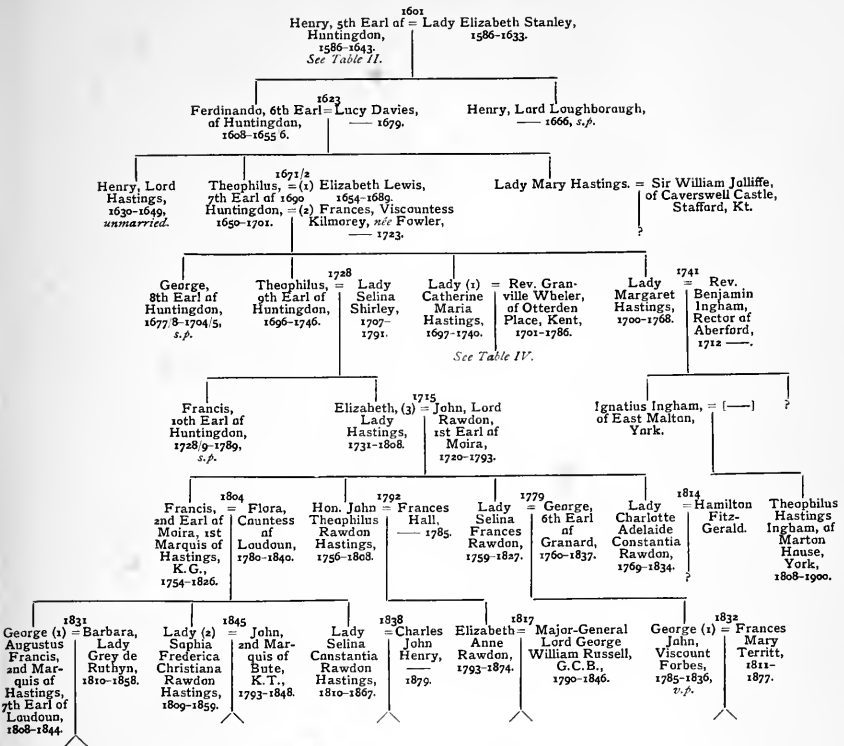 1601
Henry, 5th Earl of = Lady Elizabeth Stanley,
Huntingdon, 1586-1633.
1586-1643.
See Table II.
1623
Ferdinando, 6th Earl = Lucy Davies,
of Huntingdon, —— 1679.
1608-1655 6.
Henry, Lord Loughborough,
—— 1666, s.p.
Henry, Lord
Hastings,
1630-1649,
unmarried.
1671/2
Theophilus, = (1) Elizabeth Lewis,
7th Earl of 1690 1654-1689.
Huntingdon, = (2) Frances, Viscountess
1650-1701. Kilmorey, née Fowler,
—— 1723.
Lady Mary Hastings. = Sir William Jolliffe,
of Caverswell Castle,
Stafford, Kt.
?
George,
8th Earl of
Huntingdon,
1677/8-1704/5,
s.p.
1728
Theophilus, = Lady
9th Earl of Selina
Huntingdon, Shirley,
1696-1746. 1707-
1791.
Lady (1) = Rev. Gran-
Catherine ville Wheler,
Maria of Otterden
Hastings, Place, Kent,
1697-1740. 1701-1786.
See Table IV.
1741
Lady = Rev.
Margaret Benjamin
Hastings, Ingham,
1700-1768. Rector of
Aberford,
1712 ——.
Francis,
10th Earl of
Huntingdon,
1728/9-1789,
s.p.
1715
Elizabeth, (3) = John, Lord
Lady Rawdon,
Hastings, 1st Earl of
1731-1808. Moira,
1720-1793.
Ignatius Ingham, = [——]
of East Malton,
York.
?
1804
Francis, = Flora,
2nd Earl of Countess
Moira, 1st of
Marquis of Loudoun,
Hastings, 1780-1840.
K.G.,
1754-1826.
1792
Hon. John = Frances
Theophilus Hall,
Rawdon —— 1785.
Hastings,
1756-1808.
1779
Lady = George,
Selina 6th Earl
Frances of
Rawdon, Granard,
1759-1827. 1760-1837.
1814
Lady = Hamilton
Charlotte Fitz-
Adelaide Gerald.
Constantia
Rawdon,
1769-1834.
?
Theophilus
Hastings
Ingham, of
Marton
House,
York,
1808-1900.
1831
George (1) = Barbara,
Augustus Lady
Francis, Grey de
2nd Mar- Ruthyn,
quis of 1810-1858.
Hastings,
7th Earl of
Loudoun,
1808-1844.
1845
Lady (2) = John,
Sophia 2nd Mar-
Frederica quis of
Christiana Bute,
Rawdon K.T.,
Hastings, 1793-1848.
1809-1859.
1838
Lady = Charles
Selina John
Constantia Henry,
Rawdon ——
Hastings, 1879.
1810-1867.
1817
Elizabeth = Major-General
Anne Lord George
Rawdon, William Russell,
1793-1874. G.C.B.,
1790-1846.
1832
George (1) = Frances
John, Mary
Viscount Territt,
Forbes, 1811-
1785-1836, 1877.
v.p.